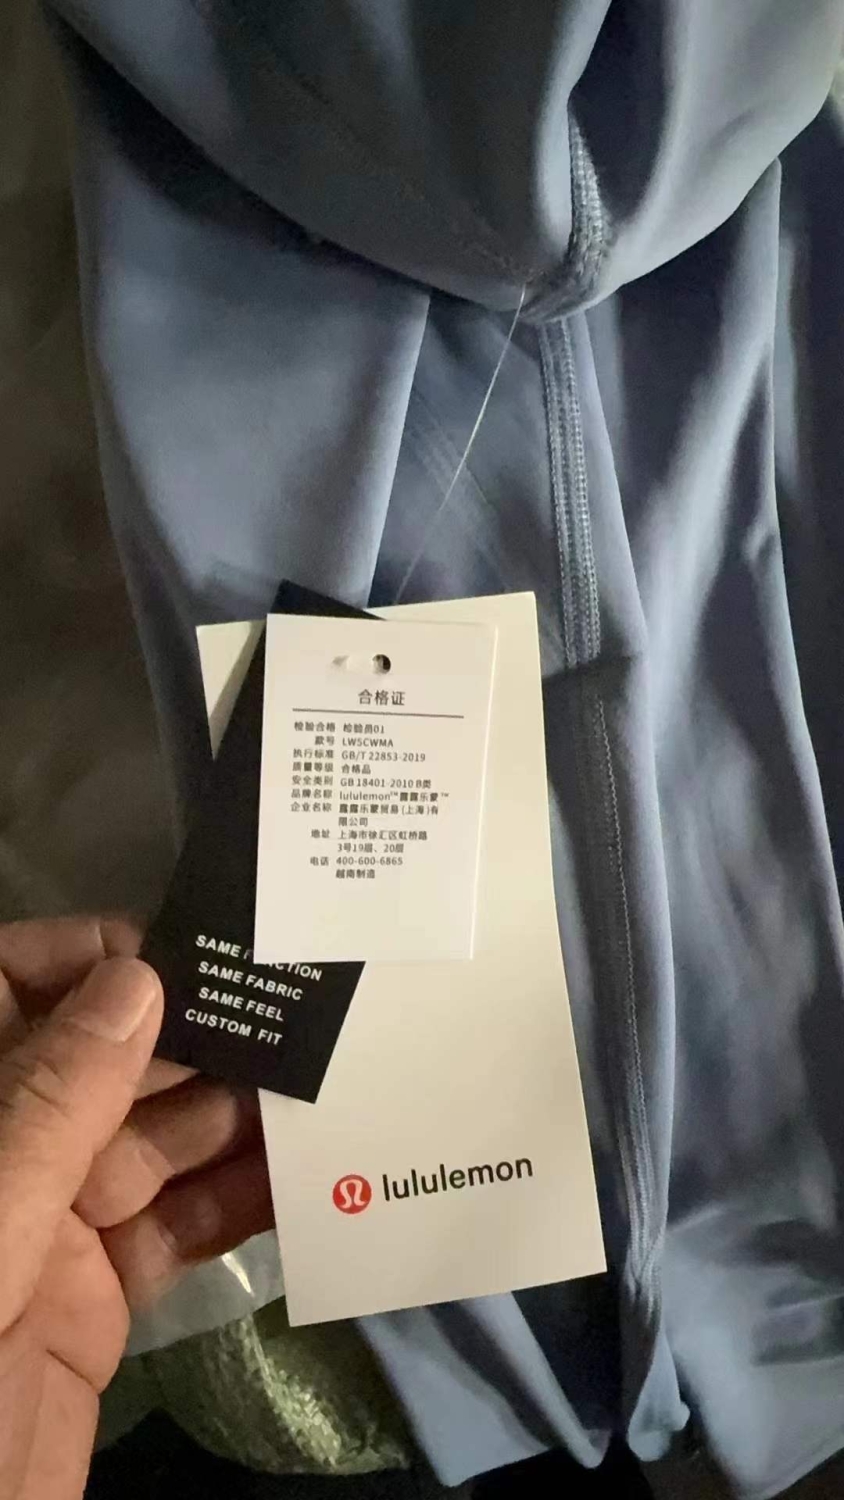 合格证
检验合格 检验员01
款号 LW5CWMA
执行标准 GB/T 22853-2019
质量等级 合格品
安全类别 GB 18401-2010 B类
品牌名称 lululemon™露露乐蒙™
企业名称 露露乐蒙贸易(上海)有
限公司
地址 上海市徐汇区虹桥路
3号19层、20层
电话 400-600-6865
越南制造
SAME F CTION
SAME FABRIC
SAME FEEL
CUSTOM FIT
lululemon